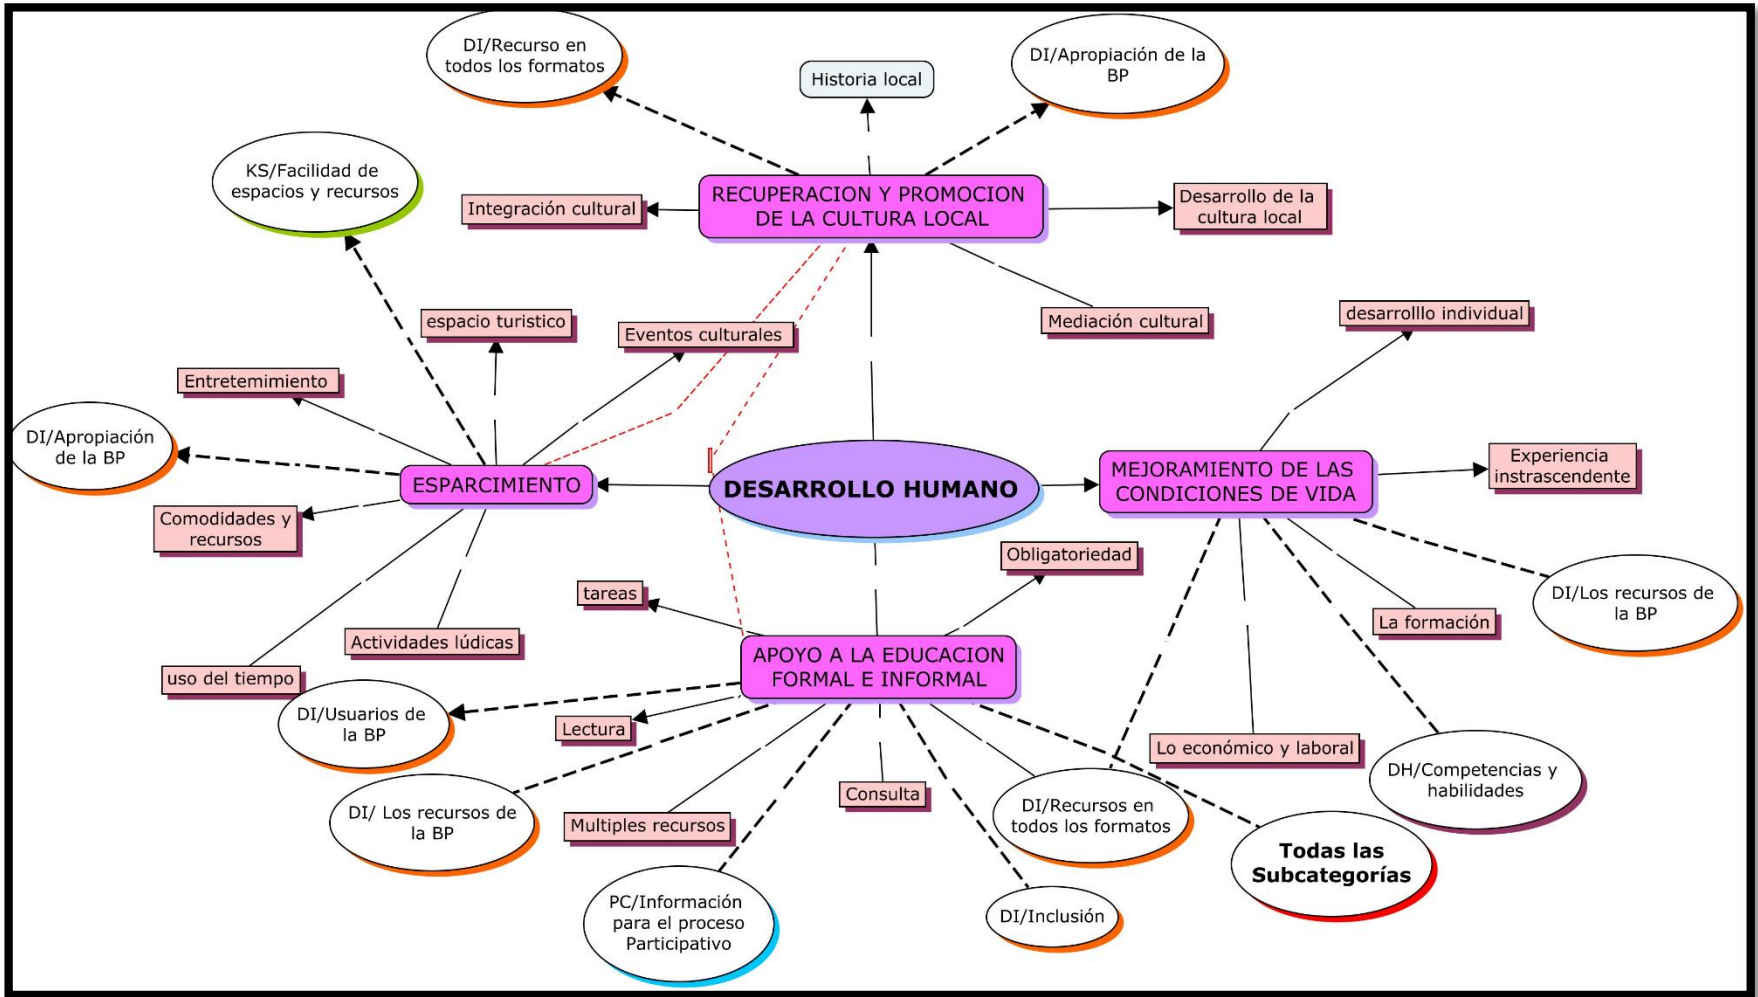 DI/Recurso en
todos los formatos
Historia local
DI/Apropiación de la
BP
KS/Facilidad de
espacios y recursos
Integración cultural
RECUPERACION Y PROMOCION
DE LA CULTURA LOCAL
Desarrollo de la
cultura local
espacio turistico
Eventos culturales
Mediación cultural
desarrolllo individual
Entretemimiento
DI/Apropiación
de la BP
ESPARCIMIENTO
DESARROLLO HUMANO
MEJORAMIENTO DE LAS
CONDICIONES DE VIDA
Experiencia
instrascendente
Comodidades y
recursos
Obligatoriedad
tareas
DI/Los recursos de
la BP
La formación
Actividades lúdicas
uso del tiempo
APOYO A LA EDUCACION
FORMAL E INFORMAL
DI/Usuarios de
la BP
Lectura
Lo económico y laboral
DH/Competencias y
habilidades
DI/ Los recursos de
la BP
Multiples recursos
Consulta
DI/Recursos en
todos los formatos
Todas las
Subcategorías
PC/Información
para el proceso
Participativo
DI/Inclusión